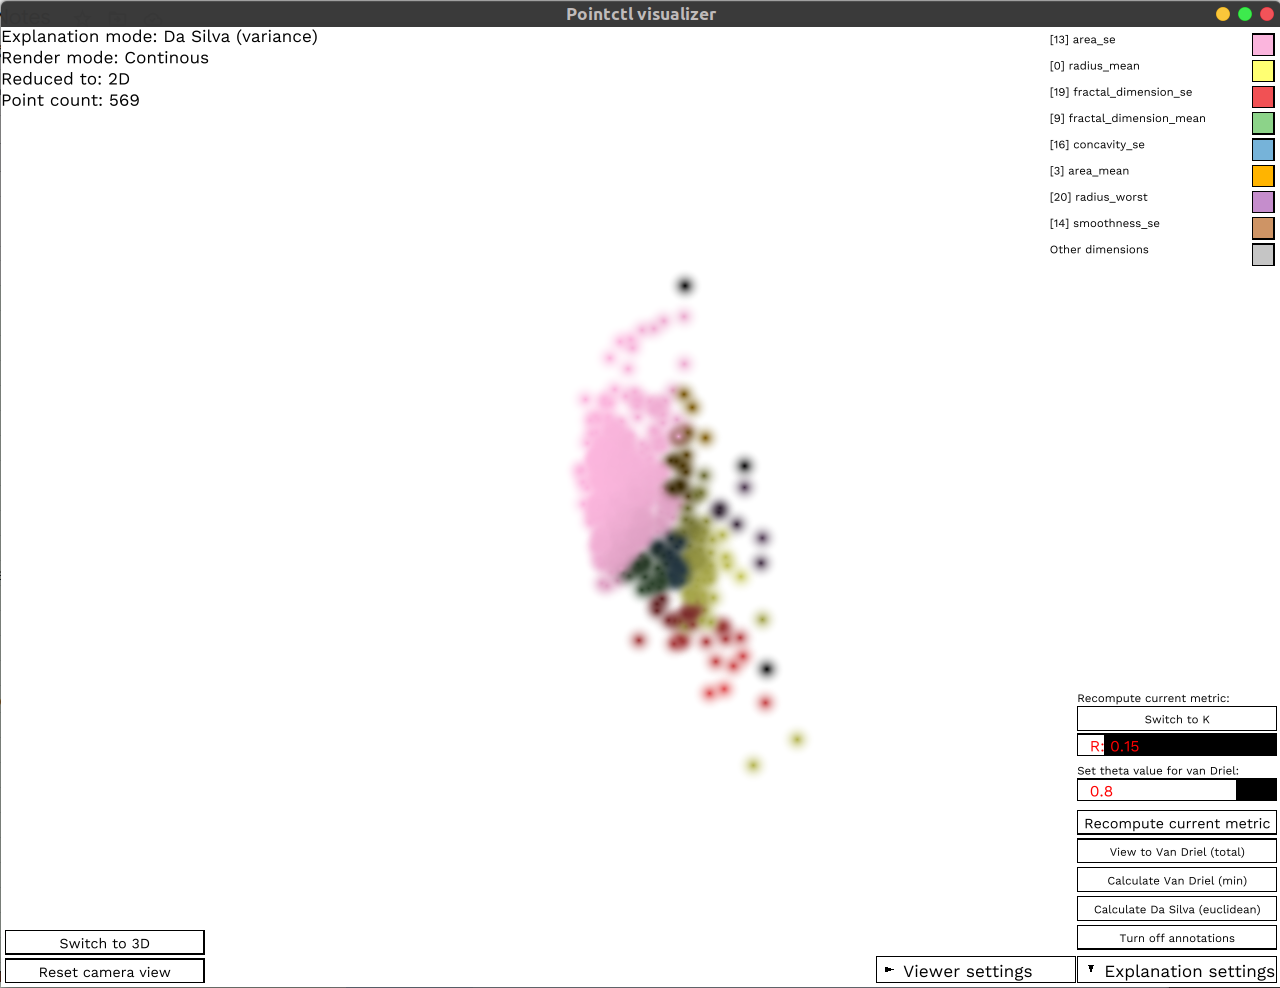 Pointctl visualizer
Explanation mode: Da Silva (variance)
Render mode: Continous
Reduced to: 2D
Point count: 569
[13] area_se
[0] radius_mean
[19] fractal_dimension_se
[9] fractal_dimension_mean
[16] concavity_se
[3] area_mean
[20] radius_worst
[14] smoothness_se
Other dimensions
Recompute current metric:
Switch to K
R: 0.15
Set theta value for van Driel:
0.8
Recompute current metric
View to Van Driel (total)
Calculate Van Driel (min)
Calculate Da Silva (euclidean)
Turn off annotations
Switch to 3D
Reset camera view
Viewer settings
Explanation settings